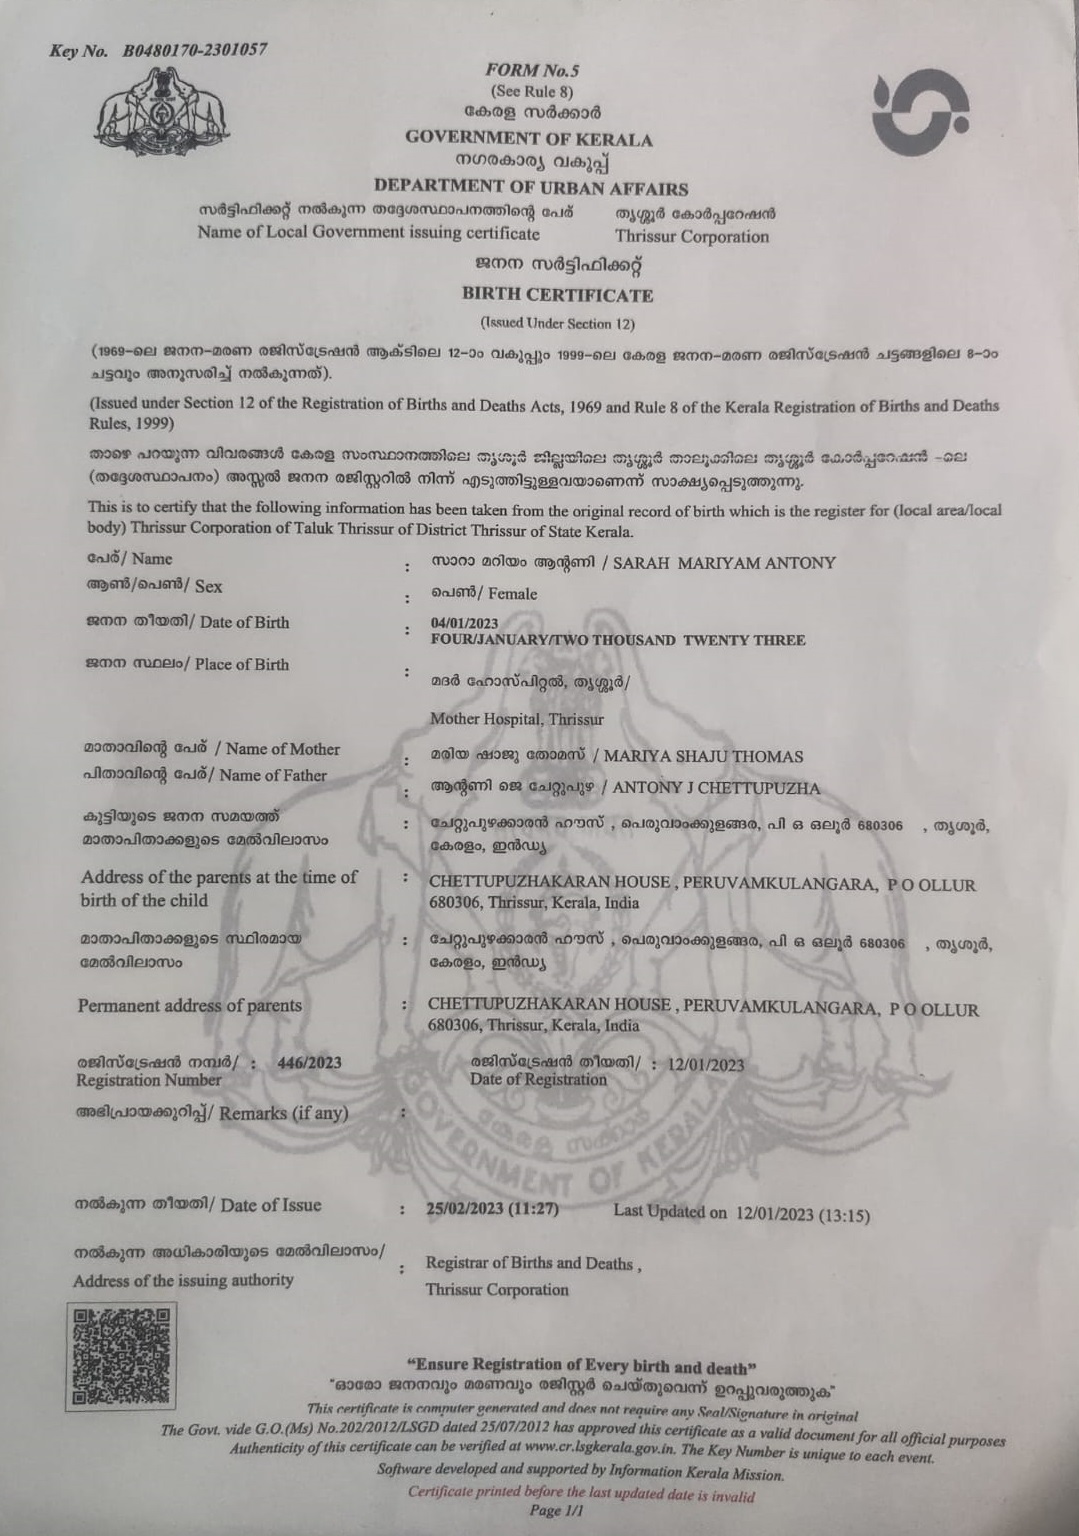 Key No. B0480170-2301057
FORM No.5
(See Rule 8)
കേരള സർക്കാർ
GOVERNMENT OF KERALA
നഗരകാര്യ വകുപ്പ്
DEPARTMENT OF URBAN AFFAIRS
സർട്ടിഫിക്കറ്റ് നൽകുന്ന തദ്ദേശസ്ഥാപനത്തിന്റെ പേര് തൃശ്ശൂർ കോർപ്പറേഷൻ
Name of Local Government issuing certificate Thrissur Corporation
ജനന സർട്ടിഫിക്കറ്റ്
BIRTH CERTIFICATE
(Issued Under Section 12)
(1969-ലെ ജനന-മരണ രജിസ്ട്രേഷൻ ആക്ടിലെ 12-ാം വകുപ്പും 1999-ലെ കേരള ജനന-മരണ രജിസ്ട്രേഷൻ ചട്ടങ്ങളിലെ 8-ാം
ചട്ടവും അനുസരിച്ച് നൽകുന്നത്).
(Issued under Section 12 of the Registration of Births and Deaths Acts, 1969 and Rule 8 of the Kerala Registration of Births and Deaths
Rules, 1999)
താഴെ പറയുന്ന വിവരങ്ങൾ കേരള സംസ്ഥാനത്തിലെ തൃശൂർ ജില്ലയിലെ തൃശ്ശൂർ താലൂക്കിലെ തൃശ്ശൂർ കോർപ്പറേഷൻ -ലെ
(തദ്ദേശസ്ഥാപനം) അസ്സൽ ജനന രജിസ്റ്ററിൽ നിന്ന് എടുത്തിട്ടുള്ളവയാണെന്ന് സാക്ഷ്യപ്പെടുത്തുന്നു.
This is to certify that the following information has been taken from the original record of birth which is the register for (local area/local
body) Thrissur Corporation of Taluk Thrissur of District Thrissur of State Kerala.
പേര്/ Name : സാറാ മറിയം ആന്റണി / SARAH MARIYAM ANTONY
ആൺ/പെൺ/ Sex : പെൺ/ Female
ജനന തീയതി/ Date of Birth : 04/01/2023
FOUR/JANUARY/TWO THOUSAND TWENTY THREE
ജനന സ്ഥലം/ Place of Birth :
മദർ ഹോസ്പിറ്റൽ, തൃശ്ശൂർ/
Mother Hospital, Thrissur
മാതാവിന്റെ പേര് / Name of Mother : മരിയ ഷാജു തോമസ് / MARIYA SHAJU THOMAS
പിതാവിന്റെ പേര്/ Name of Father : ആന്റണി ജെ ചേറ്റുപുഴ / ANTONY J CHETTUPUZHA
കുട്ടിയുടെ ജനന സമയത്ത് : ചേറ്റുപുഴക്കാരൻ ഹൗസ് , പെരുവാംക്കുളങ്ങര, പി ഒ ഒല്ലൂർ 680306 , തൃശൂർ,
മാതാപിതാക്കളുടെ മേൽവിലാസം കേരളം, ഇൻഡ്യ
Address of the parents at the time of : CHETTUPUZHAKARAN HOUSE , PERUVAMKULANGARA, P O OLLUR
birth of the child 680306, Thrissur, Kerala, India
മാതാപിതാക്കളുടെ സ്ഥിരമായ : ചേറ്റുപുഴക്കാരൻ ഹൗസ് , പെരുവാംക്കുളങ്ങര, പി ഒ ഒല്ലൂർ 680306 , തൃശൂർ,
മേൽവിലാസം കേരളം, ഇൻഡ്യ
Permanent address of parents : CHETTUPUZHAKARAN HOUSE , PERUVAMKULANGARA, P O OLLUR
680306, Thrissur, Kerala, India
രജിസ്ട്രേഷൻ നമ്പർ/ : 446/2023 രജിസ്ട്രേഷൻ തീയതി/ : 12/01/2023
Registration Number Date of Registration
അഭിപ്രായക്കുറിപ്പ്/ Remarks (if any) :
കേരള സർക്കാർ
GOVERNMENT OF KERALA
നൽകുന്ന തീയതി/ Date of Issue : 25/02/2023 (11:27) Last Updated on 12/01/2023 (13:15)
നൽകുന്ന അധികാരിയുടെ മേൽവിലാസം/ : Registrar of Births and Deaths ,
Address of the issuing authority Thrissur Corporation
“Ensure Registration of Every birth and death”
"ഓരോ ജനനവും മരണവും രജിസ്റ്റർ ചെയ്തുവെന്ന് ഉറപ്പുവരുത്തുക"
This certificate is computer generated and does not require any Seal/Signature in original
The Govt. vide G.O.(Ms) No.202/2012/LSGD dated 25/07/2012 has approved this certificate as a valid document for all official purposes
Authenticity of this certificate can be verified at www.cr.lsgkerala.gov.in. The Key Number is unique to each event.
Software developed and supported by Information Kerala Mission.
Certificate printed before the last updated date is invalid
Page 1/1